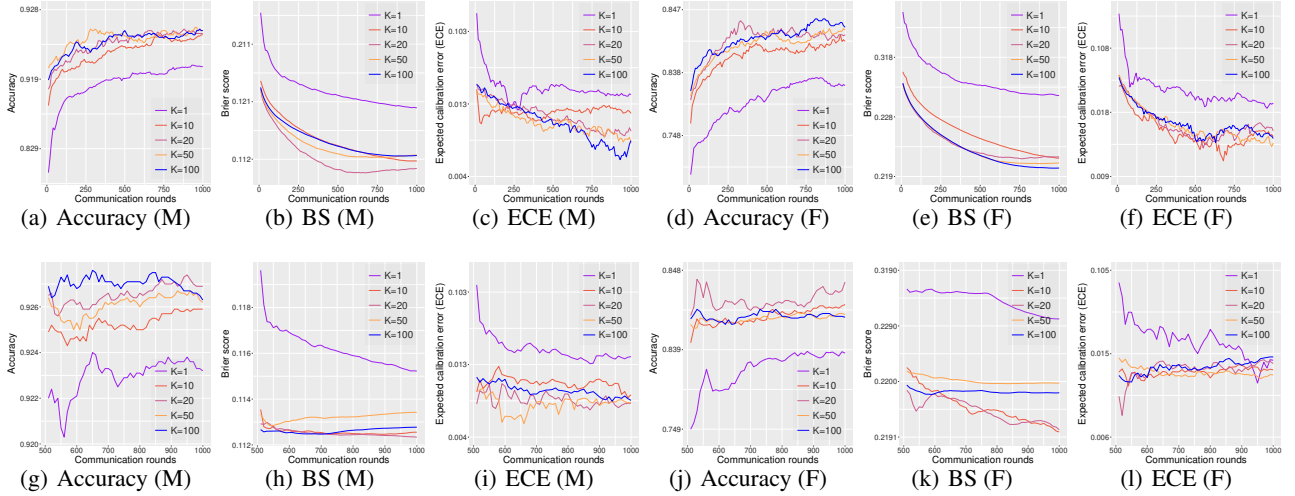 0.928
0.919
0.829
Accuracy
0 250 500 750 1000
Communication rounds
K=1
K=10
K=20
K=50
K=100
(a) Accuracy (M)
0.211
0.121
0.112
Brier score
0 250 500 750 1000
Communication rounds
K=1
K=10
K=20
K=50
K=100
(b) BS (M)
0.103
0.013
0.004
Expected calibration error (ECE)
0 250 500 750 1000
Communication rounds
K=1
K=10
K=20
K=50
K=100
(c) ECE (M)
0.847
0.838
0.748
Accuracy
0 250 500 750 1000
Communication rounds
K=1
K=10
K=20
K=50
K=100
(d) Accuracy (F)
0.318
0.228
0.219
Brier score
0 250 500 750 1000
Communication rounds
K=1
K=10
K=20
K=50
K=100
(e) BS (F)
0.108
0.018
0.009
Expected calibration error (ECE)
0 250 500 750 1000
Communication rounds
K=1
K=10
K=20
K=50
K=100
(f) ECE (F)
0.926
0.924
0.922
0.920
Accuracy
500 600 700 800 900 1000
Communication rounds
K=1
K=10
K=20
K=50
K=100
(g) Accuracy (M)
0.118
0.116
0.114
0.112
Brier score
500 600 700 800 900 1000
Communication rounds
K=1
K=10
K=20
K=50
K=100
(h) BS (M)
0.103
0.013
0.004
Expected calibration error (ECE)
500 600 700 800 900 1000
Communication rounds
K=1
K=10
K=20
K=50
K=100
(i) ECE (M)
0.848
0.839
0.749
Accuracy
500 600 700 800 900 1000
Communication rounds
K=1
K=10
K=20
K=50
K=100
(j) Accuracy (F)
0.3190
0.2290
0.2200
0.2191
Brier score
500 600 700 800 900 1000
Communication rounds
K=1
K=10
K=20
K=50
K=100
(k) BS (F)
0.105
0.015
0.006
Expected calibration error (ECE)
500 600 700 800 900 1000
Communication rounds
K=1
K=10
K=20
K=50
K=100
(l) ECE (F)